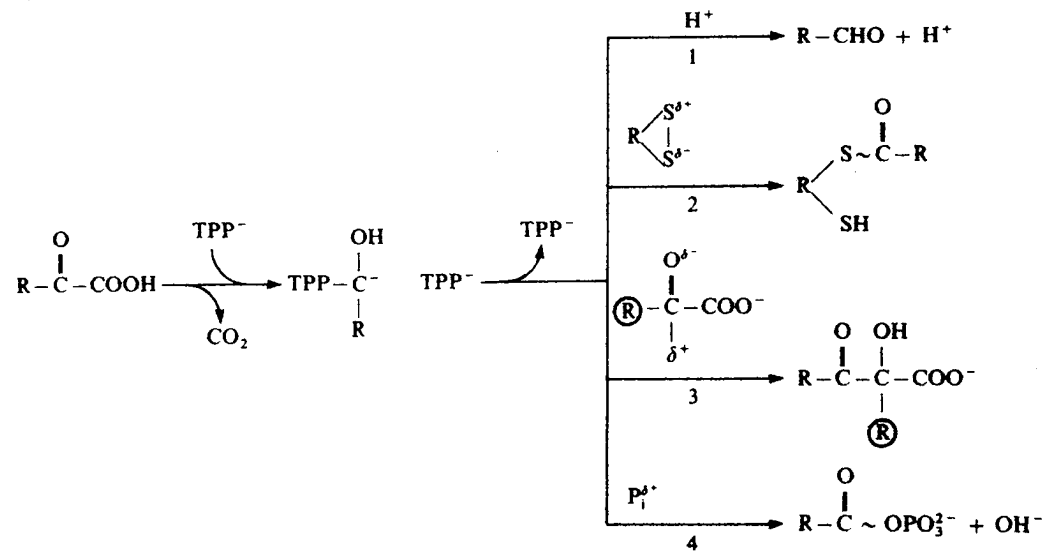 H⁺
1
R–CHO + H⁺
R
S^δ+
S^δ−
2
O
S~C–R
R
SH
O
R–C–COOH
TPP⁻
CO₂
OH
TPP–C⁻
R
TPP⁻
TPP⁻
O^δ−
R–C–COO⁻
δ⁺
3
O OH
R–C–C–COO⁻
R
P_i^δ+
4
O
R–C~OPO₃²⁻ + OH⁻